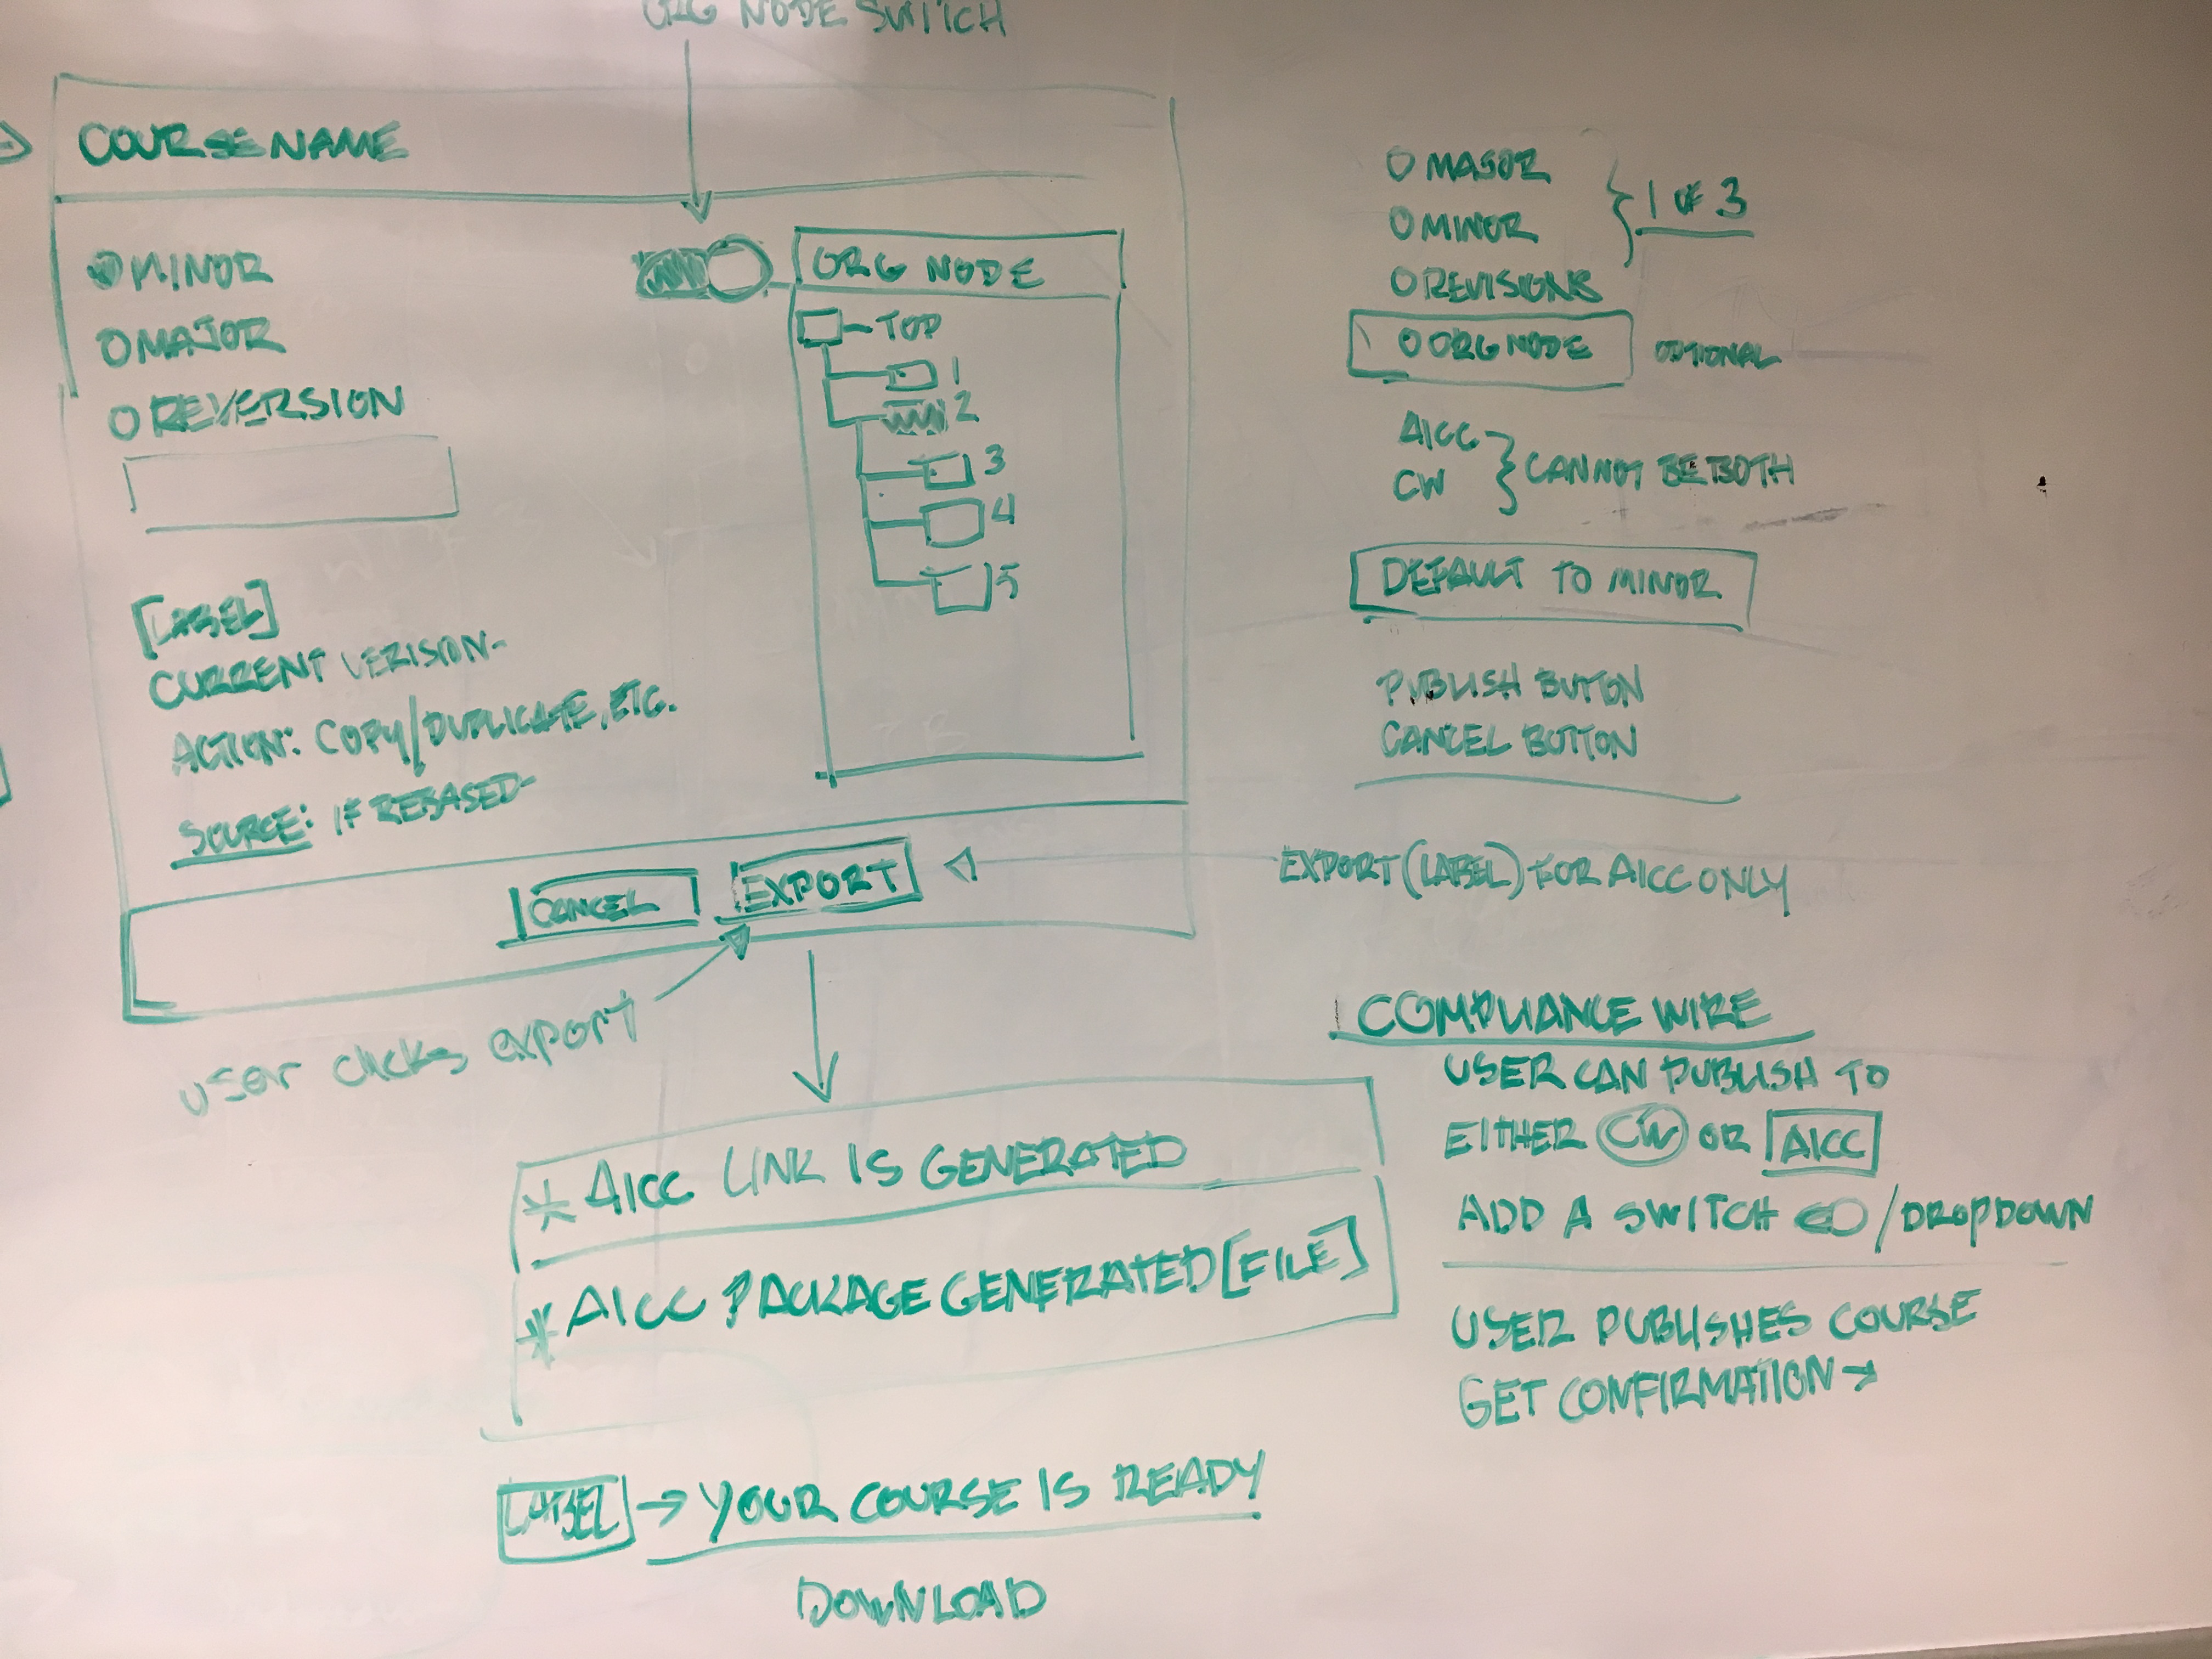 ORG NODE SWITCH
COURSE NAME
MINOR
MAJOR
REVERSION
[LABEL]
CURRENT VERISION-
ACTION: COPY/DUPLICATE, ETC.
SOURCE: IF REBASED-
ORG NODE
TOP
1
2
3
4
5
CANCEL
EXPORT
USER CLICKS EXPORT
* AICC LINK IS GENERATED
* AICC PACKAGE GENERATED [FILE]
LABEL → YOUR COURSE IS READY
DOWNLOAD
O MAJOR
O MINOR
O REVISIONS
} 1 OF 3
O ORG NODE OPTIONAL
AICC
CW
} CANNOT BE BOTH
DEFAULT TO MINOR
PUBLISH BUTTON
CANCEL BUTTON
EXPORT (LABEL) FOR AICC ONLY
COMPLIANCE WIRE
USER CAN PUBLISH TO
EITHER CW OR AICC
ADD A SWITCH /DROPDOWN
USER PUBLISHES COURSE
GET CONFIRMATION →